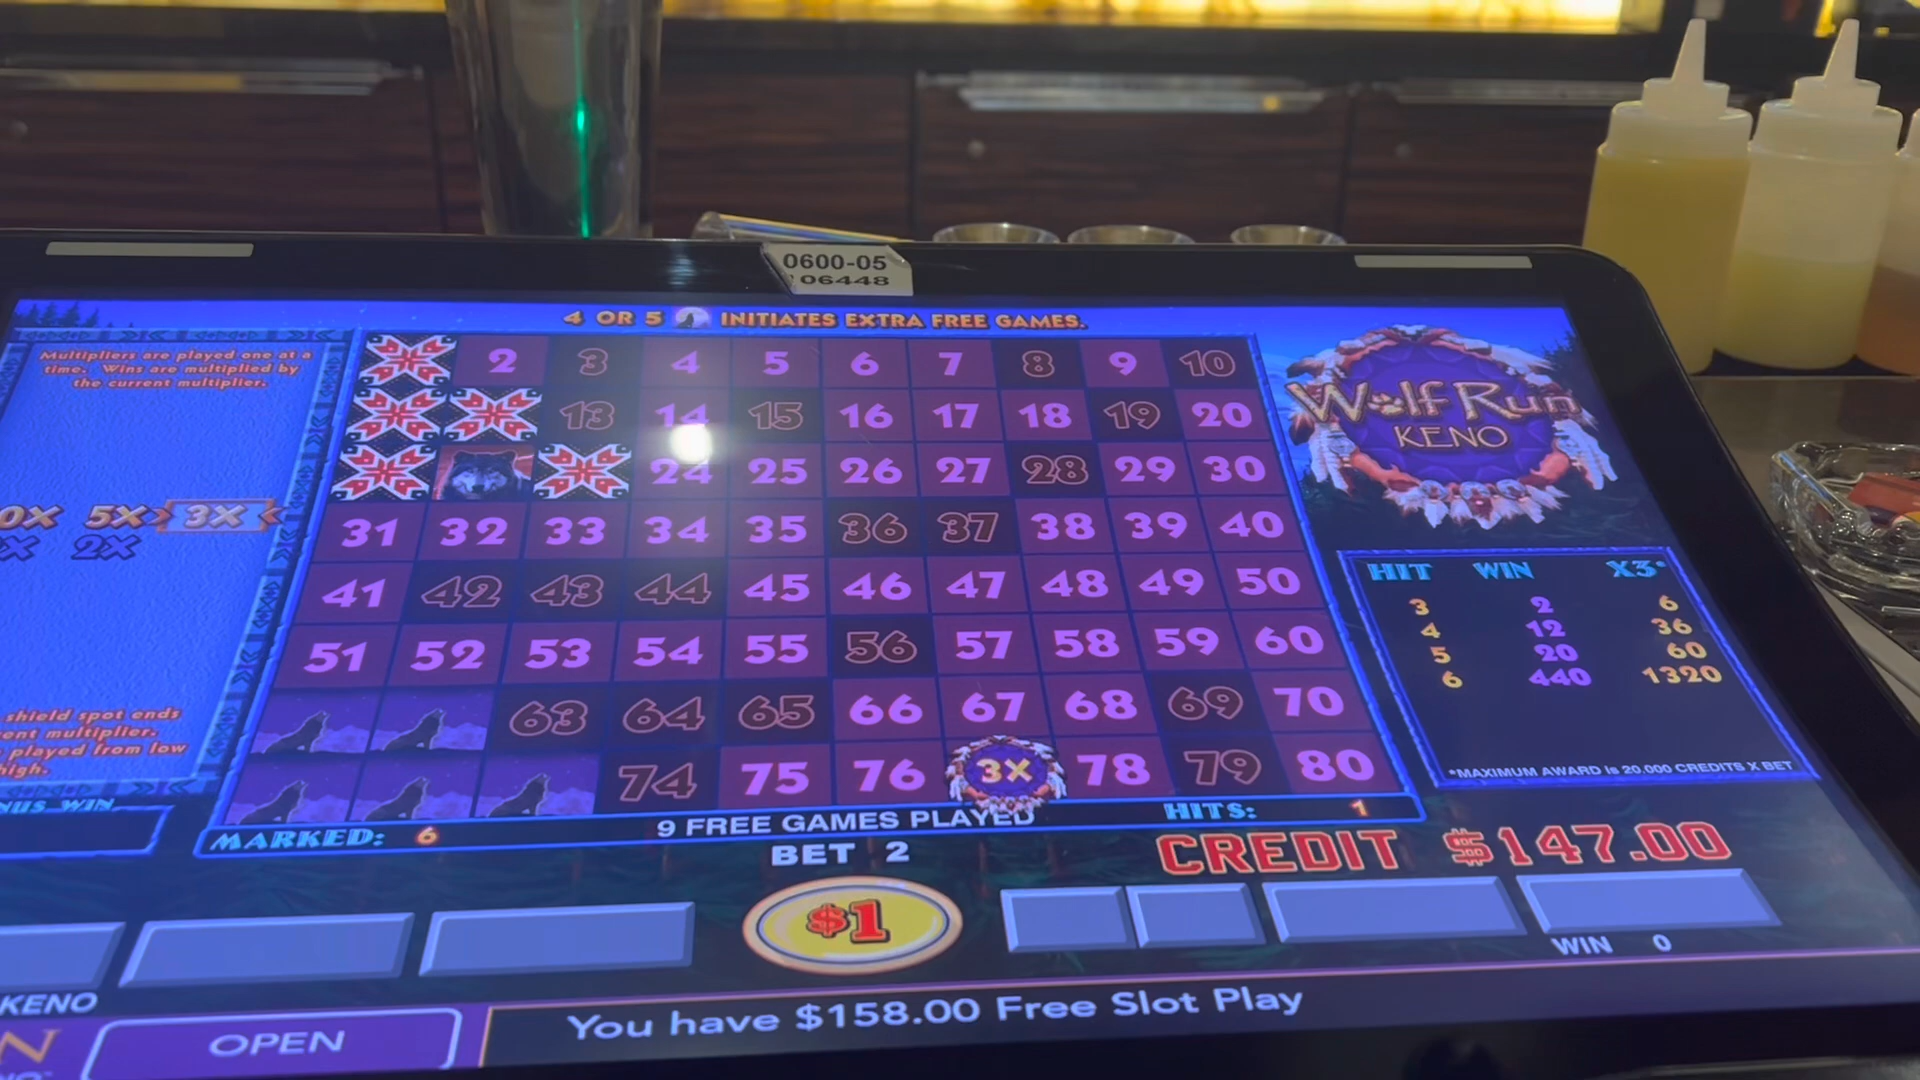 0600-05
06448
4 OR 5 INITIATES EXTRA FREE GAMES.
Multipliers are played one at a
time. Wins are multiplied by
the current multiplier.
0X 5X 3X
X 2X
shield spot ends
ent multiplier.
played from low
high.
NUS WIN
2 3 4 5 6 7 8 9 10
13 14 15 16 17 18 19 20
24 25 26 27 28 29 30
31 32 33 34 35 36 37 38 39 40
41 42 43 44 45 46 47 48 49 50
51 52 53 54 55 56 57 58 59 60
63 64 65 66 67 68 69 70
74 75 76 3X 78 79 80
MARKED: 6
9 FREE GAMES PLAYED
HITS: 1
Wolf Run
KENO
HIT WIN X3*
3 2 6
4 12 36
5 20 60
6 440 1320
*MAXIMUM AWARD is 20,000 CREDITS X BET
BET 2
CREDIT $147.00
$1
WIN 0
KENO
N
OPEN
You have $158.00 Free Slot Play